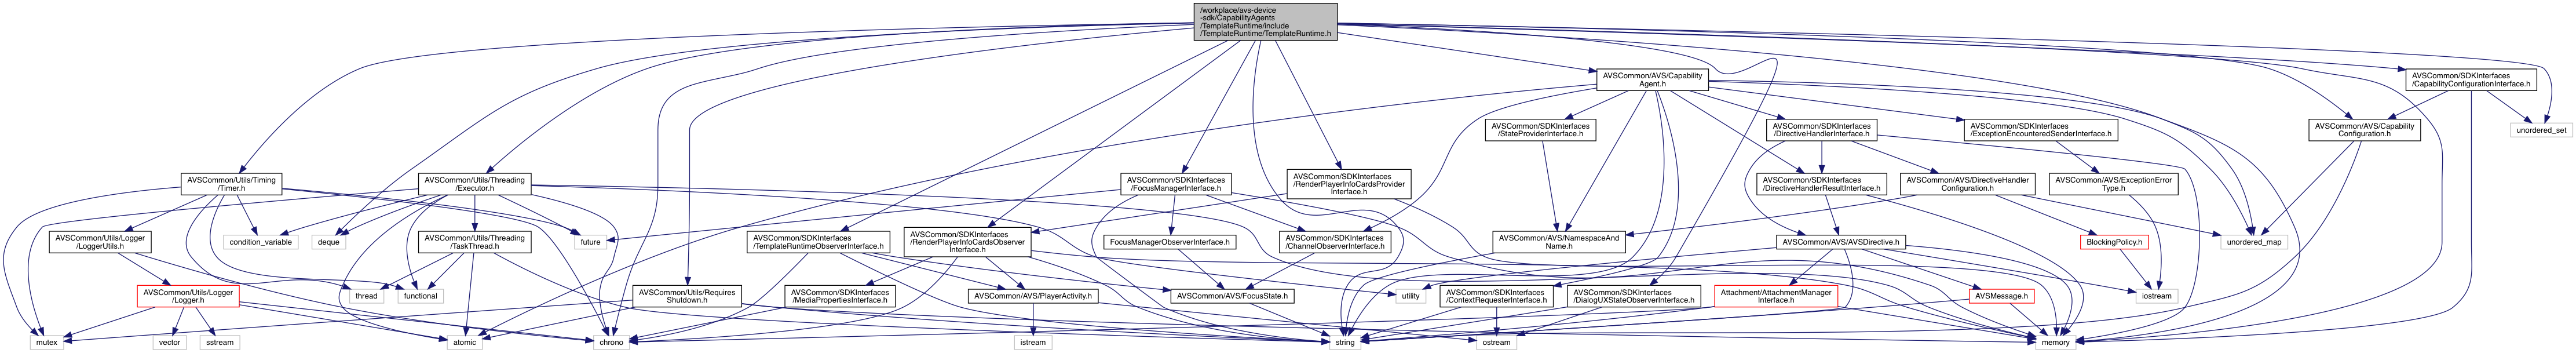 /workplace/avs-device
-sdk/CapabilityAgents
/TemplateRuntime/include
/TemplateRuntime/TemplateRuntime.h
AVSCommon/AVS/Capability
Agent.h
AVSCommon/SDKInterfaces
/CapabilityConfigurationInterface.h
AVSCommon/SDKInterfaces
/StateProviderInterface.h
AVSCommon/SDKInterfaces
/DirectiveHandlerInterface.h
AVSCommon/SDKInterfaces
/ExceptionEncounteredSenderInterface.h
AVSCommon/AVS/Capability
Configuration.h
unordered_set
AVSCommon/Utils/Timing
/Timer.h
AVSCommon/Utils/Threading
/Executor.h
AVSCommon/SDKInterfaces
/FocusManagerInterface.h
AVSCommon/SDKInterfaces
/RenderPlayerInfoCardsProvider
Interface.h
AVSCommon/SDKInterfaces
/DirectiveHandlerResultInterface.h
AVSCommon/AVS/DirectiveHandler
Configuration.h
AVSCommon/AVS/ExceptionError
Type.h
AVSCommon/Utils/Logger
/LoggerUtils.h
condition_variable
deque
AVSCommon/Utils/Threading
/TaskThread.h
future
AVSCommon/SDKInterfaces
/TemplateRuntimeObserverInterface.h
AVSCommon/SDKInterfaces
/RenderPlayerInfoCardsObserver
Interface.h
FocusManagerObserverInterface.h
AVSCommon/SDKInterfaces
/ChannelObserverInterface.h
AVSCommon/AVS/NamespaceAnd
Name.h
AVSCommon/AVS/AVSDirective.h
BlockingPolicy.h
unordered_map
AVSCommon/Utils/Logger
/Logger.h
thread
functional
AVSCommon/Utils/Requires
Shutdown.h
AVSCommon/SDKInterfaces
/MediaPropertiesInterface.h
AVSCommon/AVS/PlayerActivity.h
AVSCommon/AVS/FocusState.h
utility
AVSCommon/SDKInterfaces
/ContextRequesterInterface.h
AVSCommon/SDKInterfaces
/DialogUXStateObserverInterface.h
Attachment/AttachmentManager
Interface.h
AVSMessage.h
iostream
mutex
vector
sstream
atomic
chrono
istream
string
ostream
memory